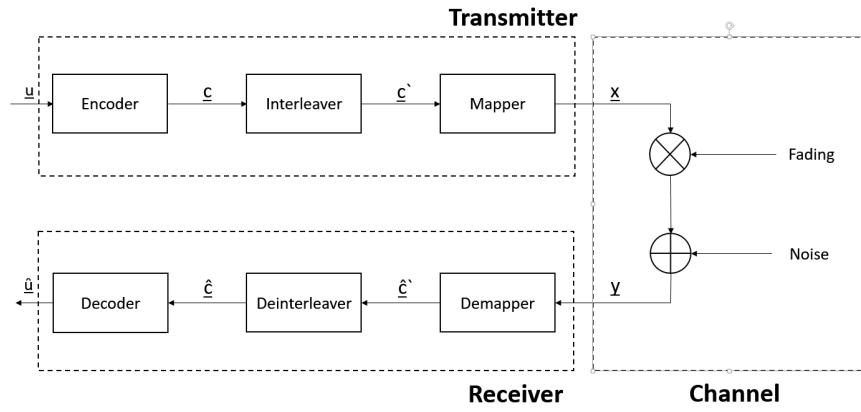 Transmitter
u
Encoder
c
Interleaver
c`
Mapper
x
Fading
Noise
û
Decoder
ĉ
Deinterleaver
ĉ`
Demapper
y
Receiver
Channel